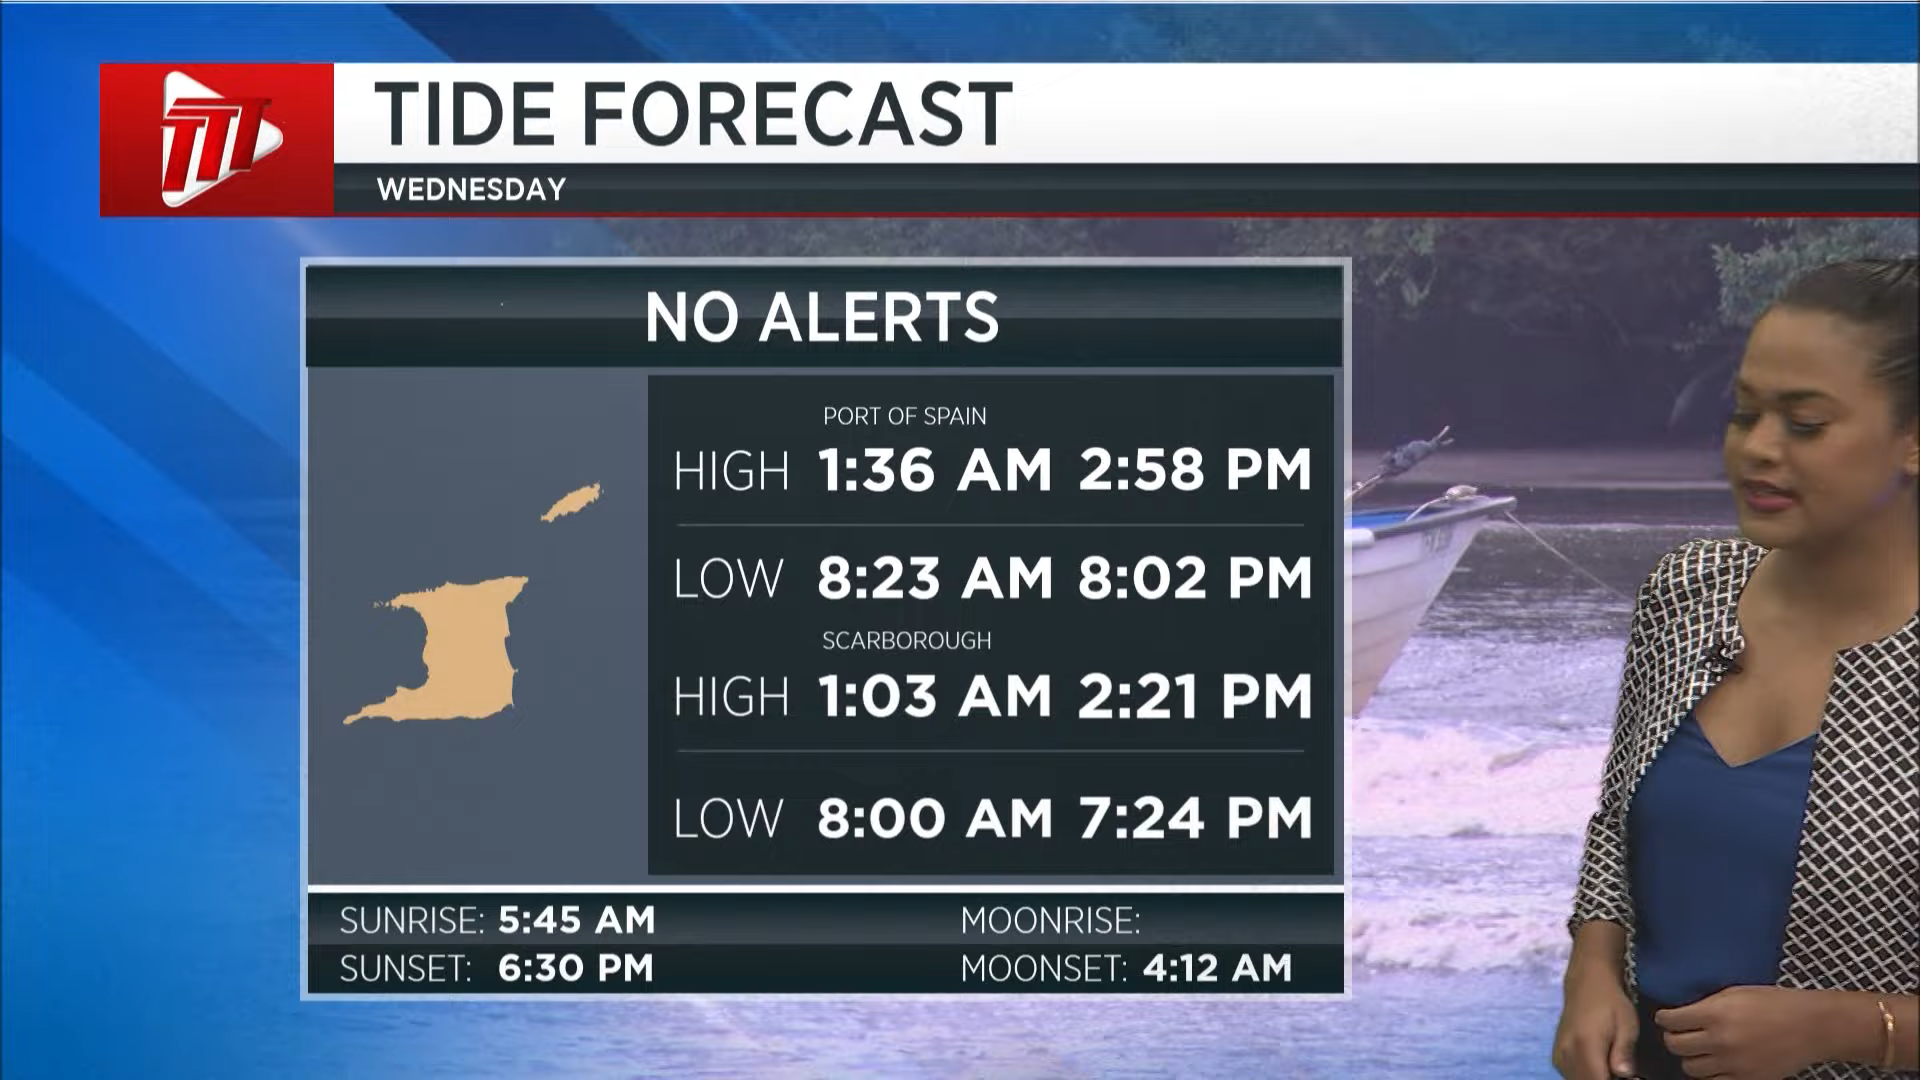 TTT
TIDE FORECAST
WEDNESDAY
NO ALERTS
PORT OF SPAIN
HIGH 1:36 AM 2:58 PM
LOW 8:23 AM 8:02 PM
SCARBOROUGH
HIGH 1:03 AM 2:21 PM
LOW 8:00 AM 7:24 PM
SUNRISE: 5:45 AM
SUNSET: 6:30 PM
MOONRISE:
MOONSET: 4:12 AM